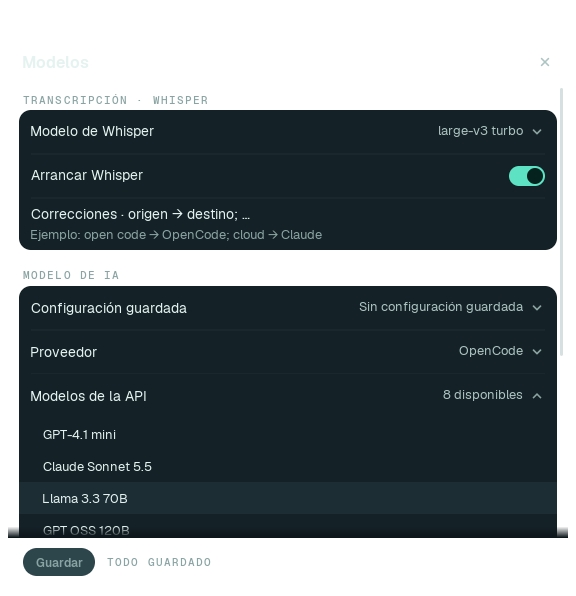 Modelos
TRANSCRIPCIÓN · WHISPER
Modelo de Whisper large-v3 turbo
Arrancar Whisper
Correcciones · origen → destino; …
Ejemplo: open code → OpenCode; cloud → Claude
MODELO DE IA
Configuración guardada Sin configuración guardada
Proveedor OpenCode
Modelos de la API 8 disponibles
GPT-4.1 mini
Claude Sonnet 5.5
Llama 3.3 70B
GPT OSS 120B
Guardar TODO GUARDADO